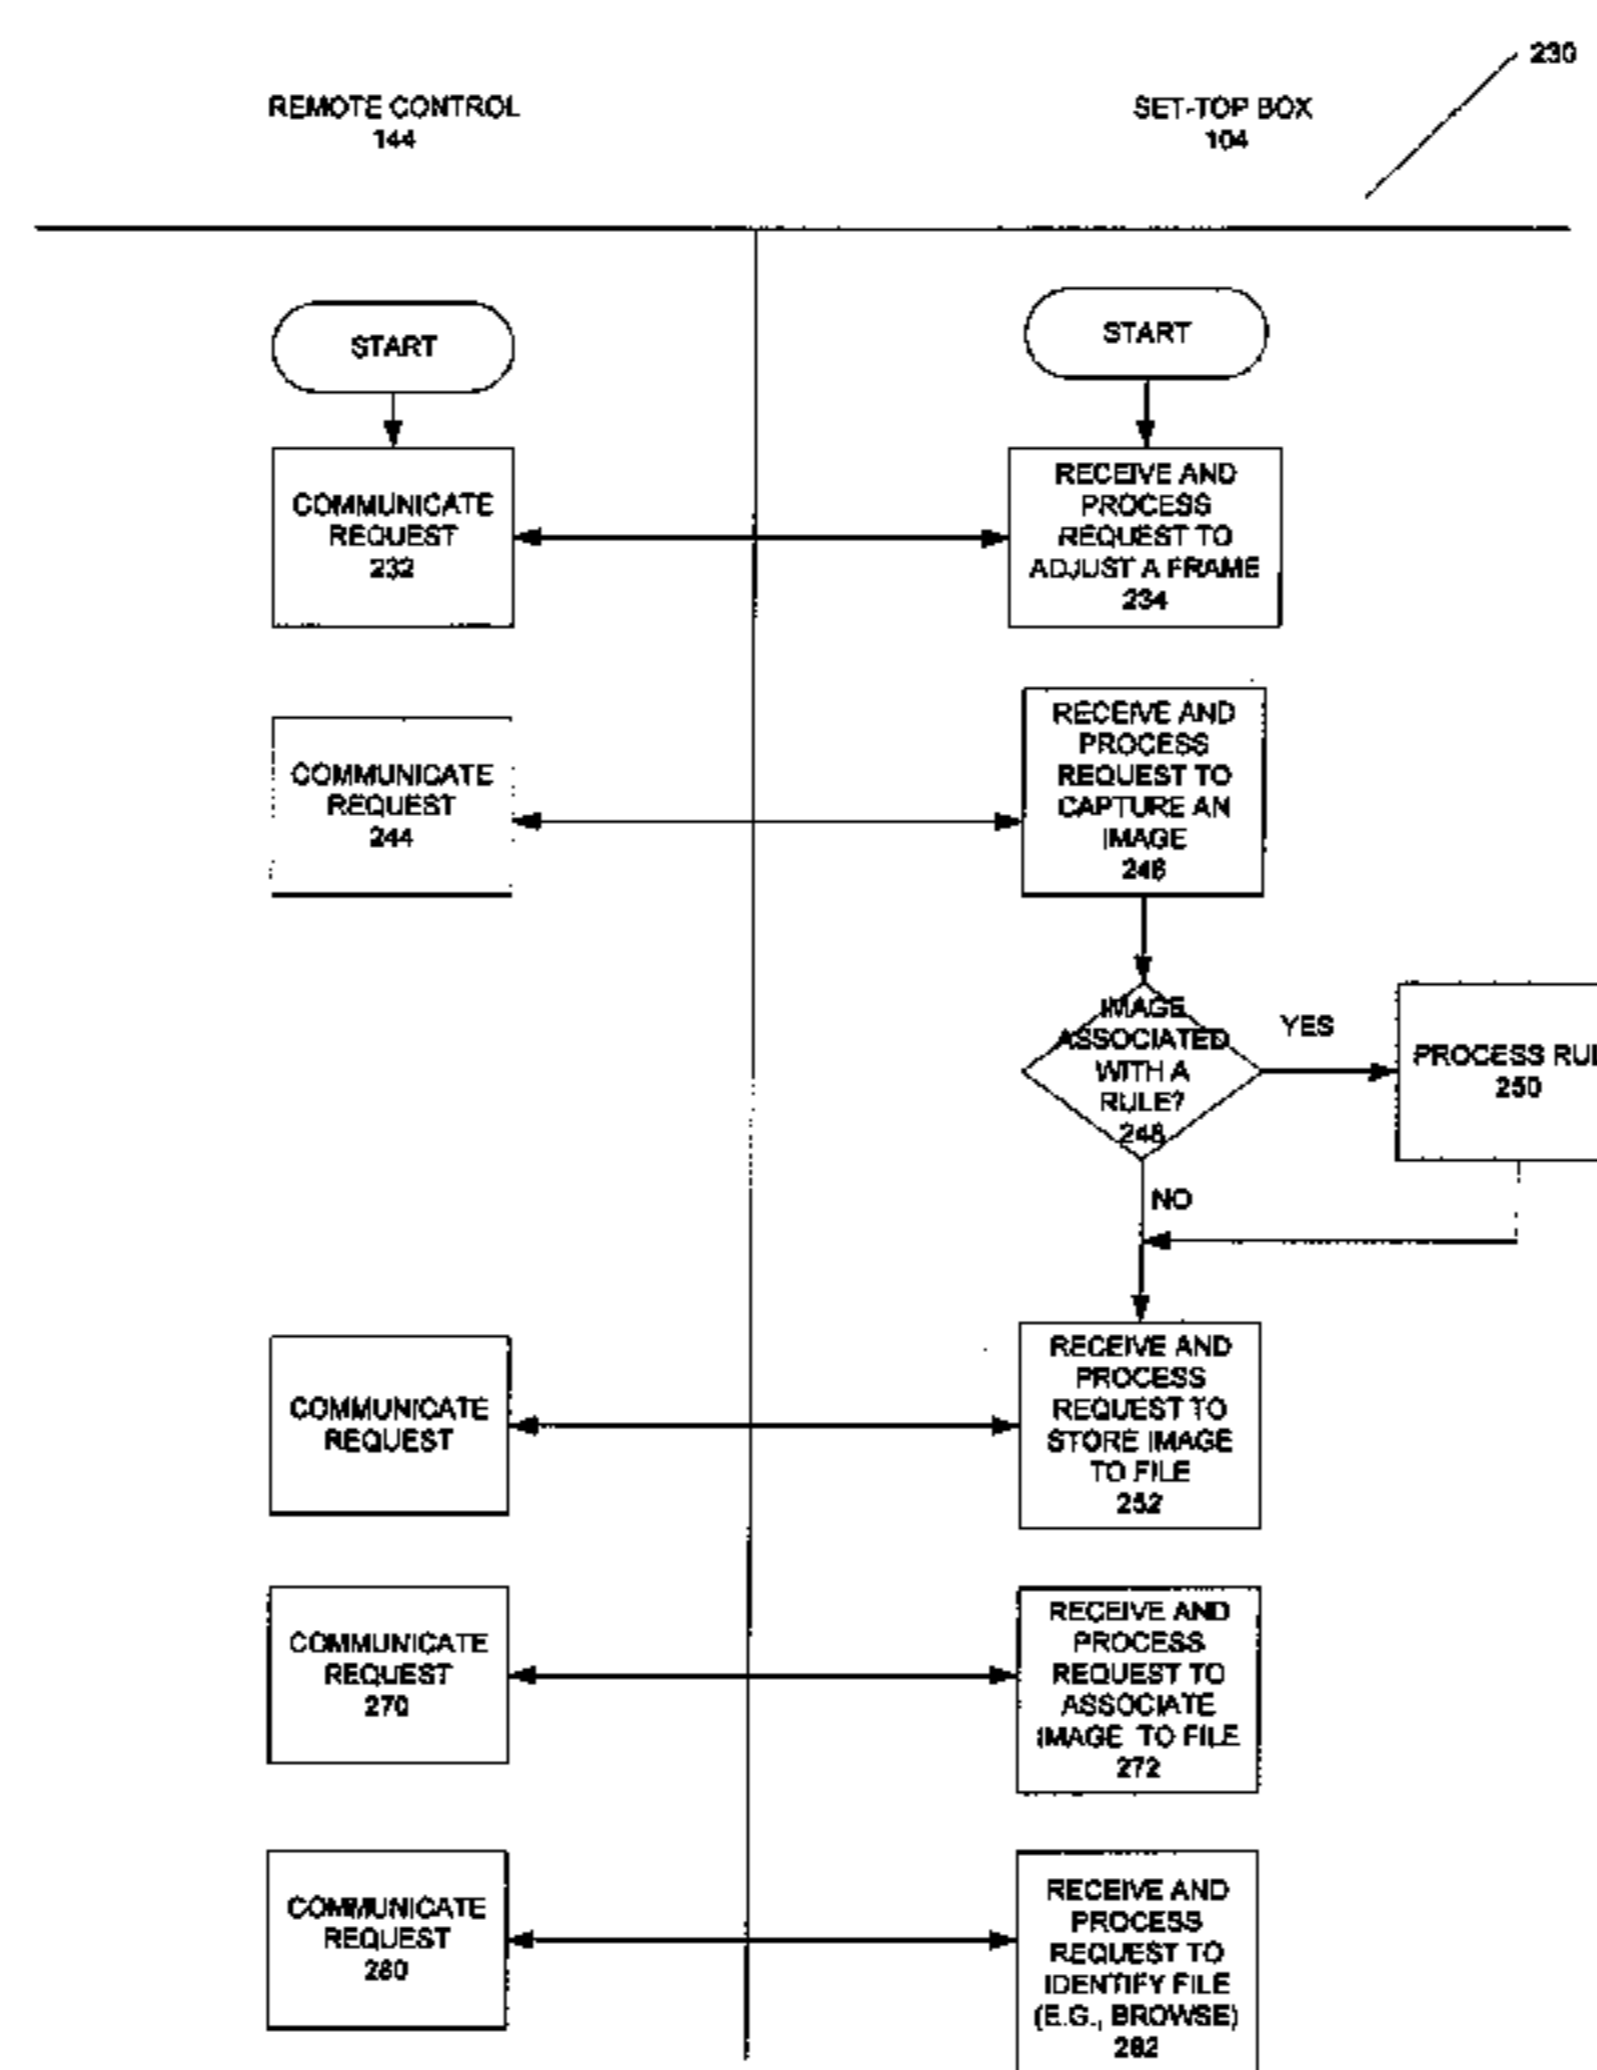 230
REMOTE CONTROL
144
SET-TOP BOX
104
START
START
COMMUNICATE
REQUEST
232
RECEIVE AND
PROCESS
REQUEST TO
ADJUST A FRAME
234
COMMUNICATE
REQUEST
244
RECEIVE AND
PROCESS
REQUEST TO
CAPTURE AN
IMAGE
246
IMAGE
ASSOCIATED
WITH A
RULE?
248
YES
PROCESS RUL
250
NO
COMMUNICATE
REQUEST
RECEIVE AND
PROCESS
REQUEST TO
STORE IMAGE
TO FILE
252
COMMUNICATE
REQUEST
270
RECEIVE AND
PROCESS
REQUEST TO
ASSOCIATE
IMAGE TO FILE
272
COMMUNICATE
REQUEST
280
RECEIVE AND
PROCESS
REQUEST TO
IDENTIFY FILE
(E.G., BROWSE)
282